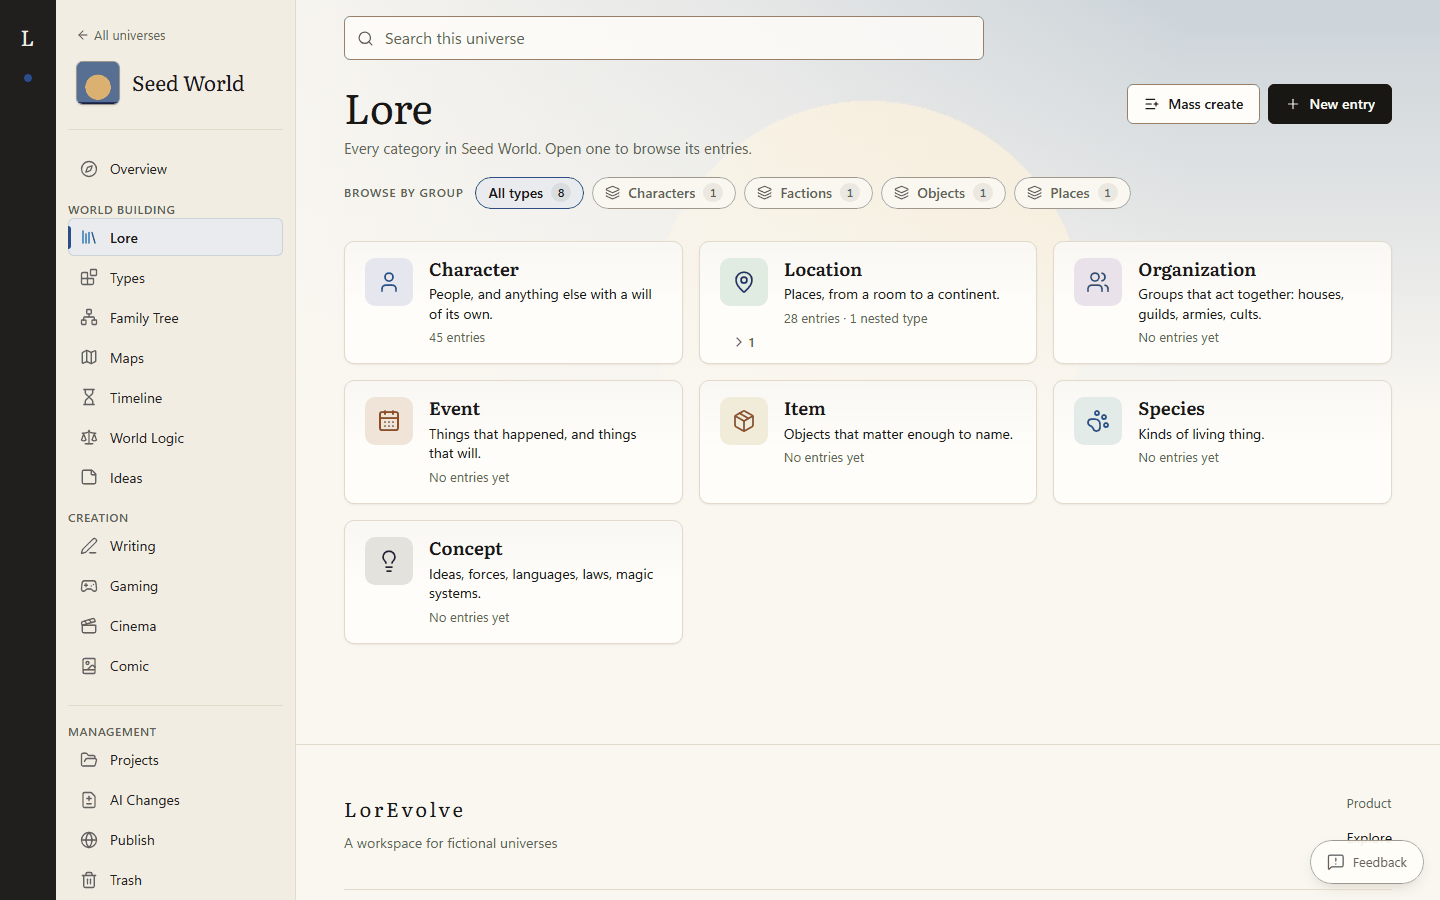 L
All universes
Seed World
Overview
WORLD BUILDING
Lore
Types
Family Tree
Maps
Timeline
World Logic
Ideas
CREATION
Writing
Gaming
Cinema
Comic
MANAGEMENT
Projects
AI Changes
Publish
Trash
Search this universe
Lore
Every category in Seed World. Open one to browse its entries.
Mass create
New entry
BROWSE BY GROUP
All types 8
Characters 1
Factions 1
Objects 1
Places 1
Character
People, and anything else with a will
of its own.
45 entries
Location
Places, from a room to a continent.
28 entries · 1 nested type
1
Organization
Groups that act together: houses,
guilds, armies, cults.
No entries yet
Event
Things that happened, and things
that will.
No entries yet
Item
Objects that matter enough to name.
No entries yet
Species
Kinds of living thing.
No entries yet
Concept
Ideas, forces, languages, laws, magic
systems.
No entries yet
LorEvolve
A workspace for fictional universes
Product
Explore
Feedback